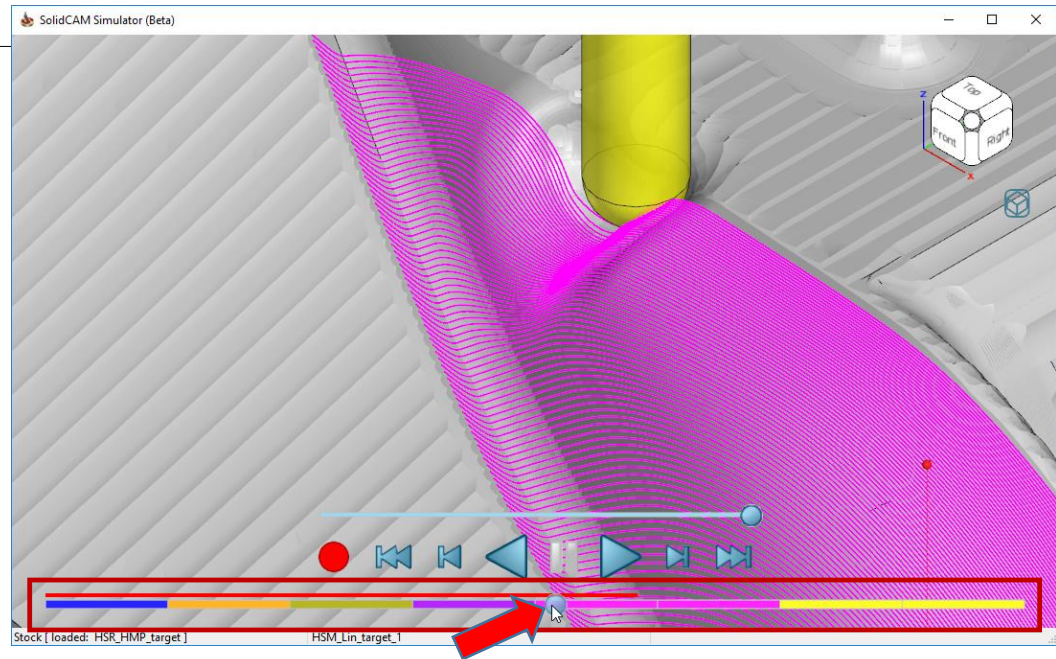 SolidCAM Simulator (Beta)
Z
Top
Front
Right
X
Stock [ loaded: HSR_HMP_target ]
HSM_Lin_target_1